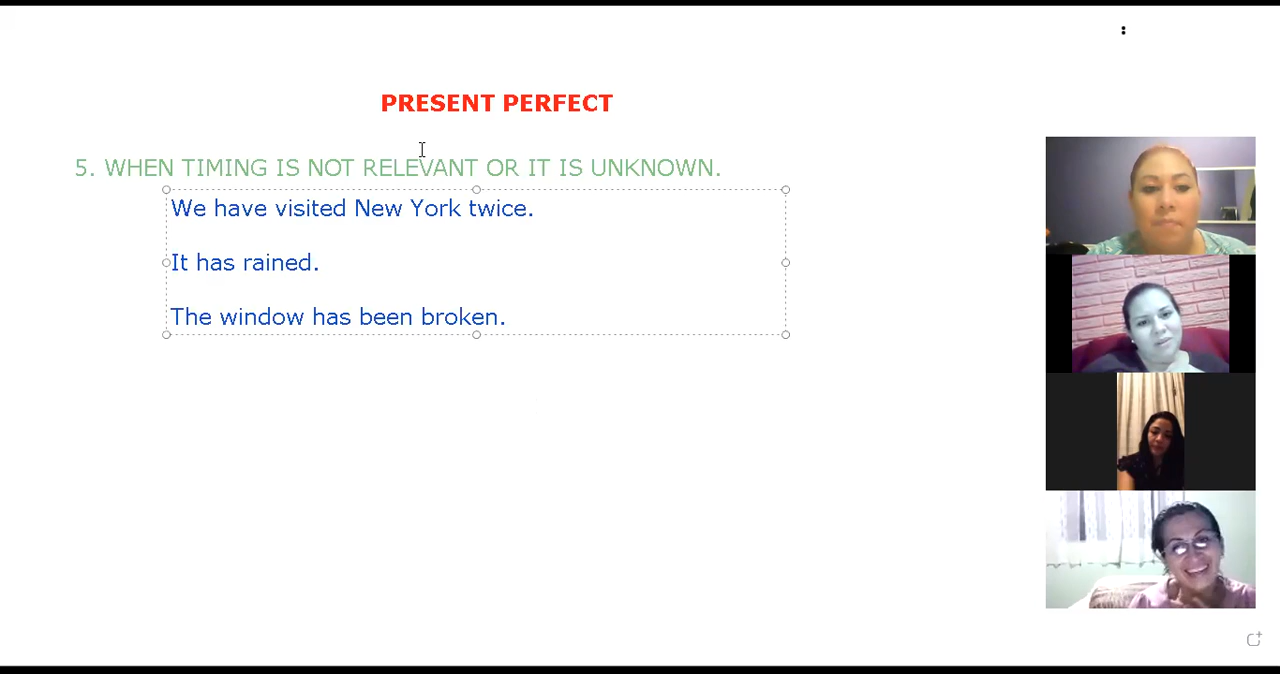 PRESENT PERFECT
5. WHEN TIMING IS NOT RELEVANT OR IT IS UNKNOWN.
We have visited New York twice.
It has rained.
The window has been broken.